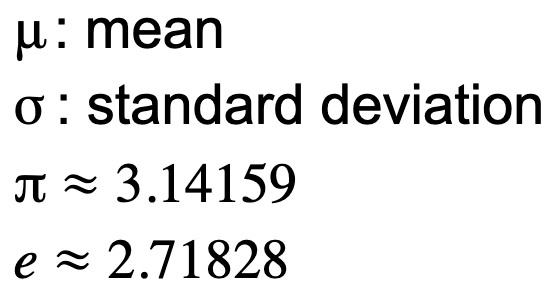 μ: mean
σ: standard deviation
π ≈ 3.14159
e ≈ 2.71828